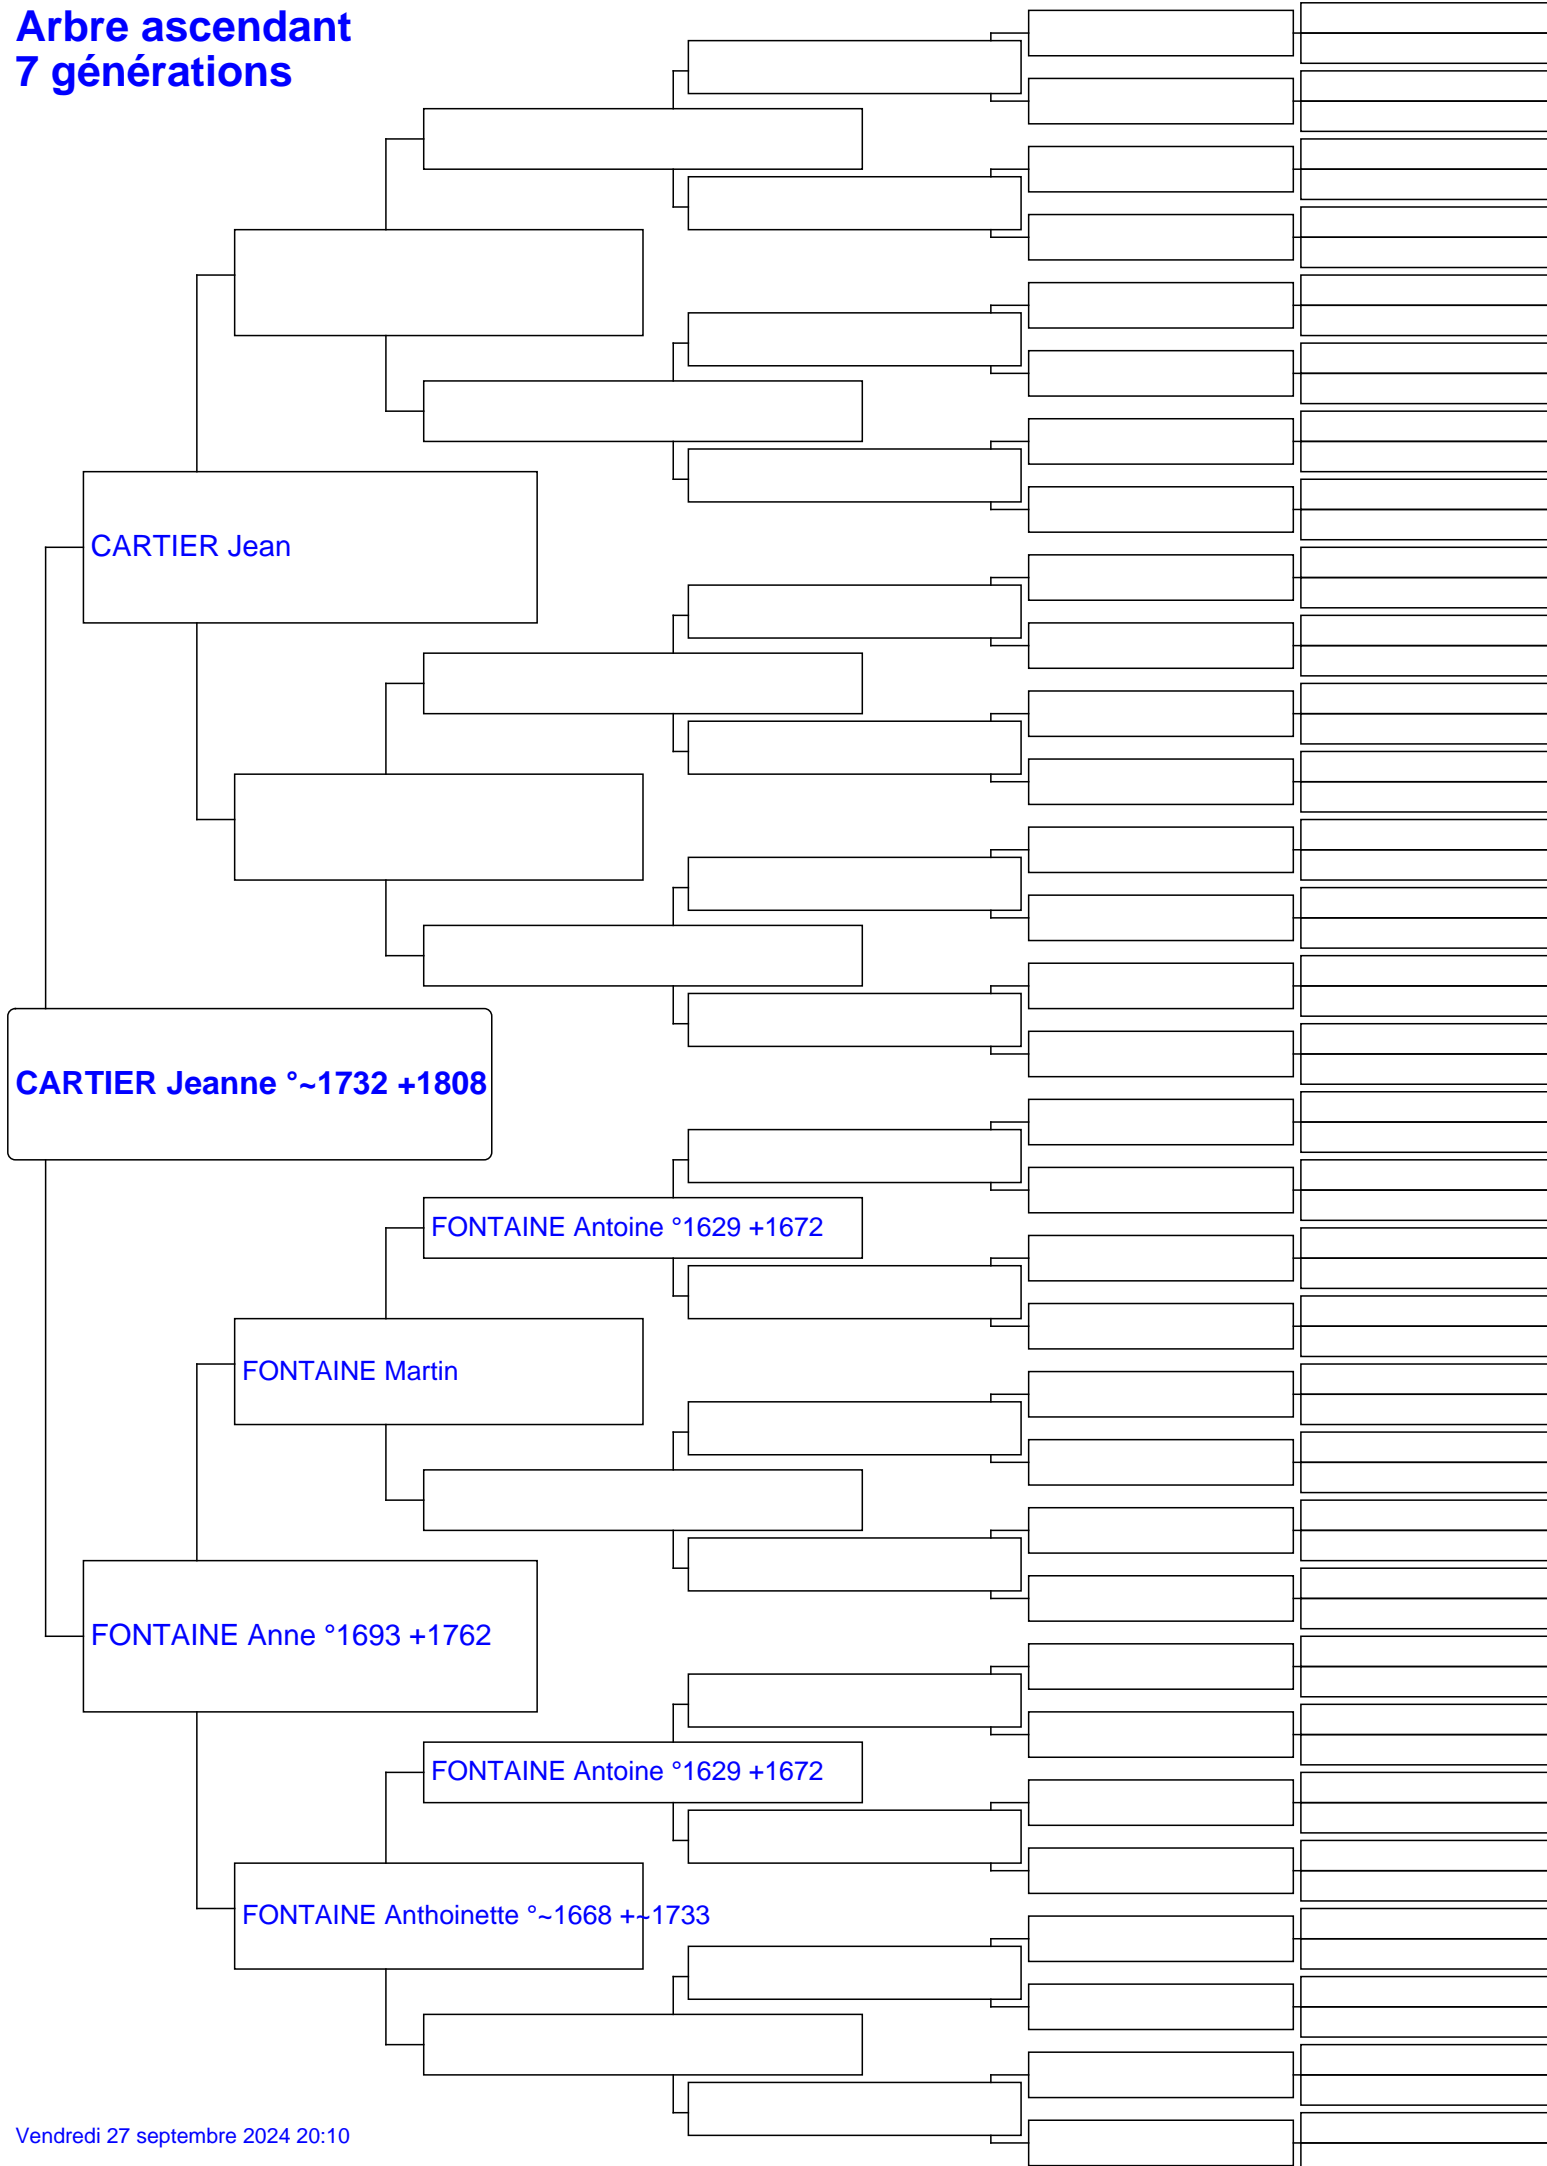 Arbre ascendant
7 générations
CARTIER Jean
CARTIER Jeanne °~1732 +1808
FONTAINE Antoine °1629 +1672
FONTAINE Martin
FONTAINE Anne °1693 +1762
FONTAINE Antoine °1629 +1672
FONTAINE Anthoinette °~1668 +~1733
Vendredi 27 septembre 2024 20:10